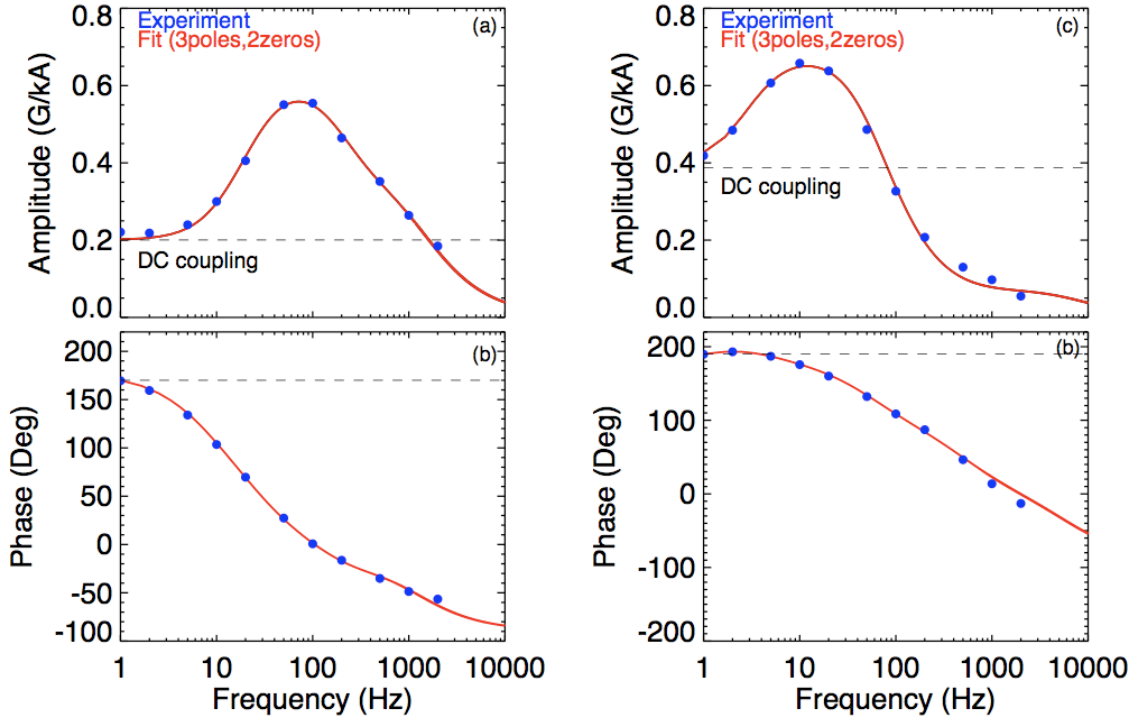 0.8
0.6
0.4
0.2
0.0
Amplitude (G/kA)
Experiment
Fit (3poles,2zeros)
(a)
DC coupling
200
150
100
50
0
-50
-100
Phase (Deg)
(b)
1 10 100 1000 10000
Frequency (Hz)
0.8
0.6
0.4
0.2
0.0
Amplitude (G/kA)
Experiment
Fit (3poles,2zeros)
(c)
DC coupling
200
100
0
-100
-200
Phase (Deg)
(b)
1 10 100 1000 10000
Frequency (Hz)